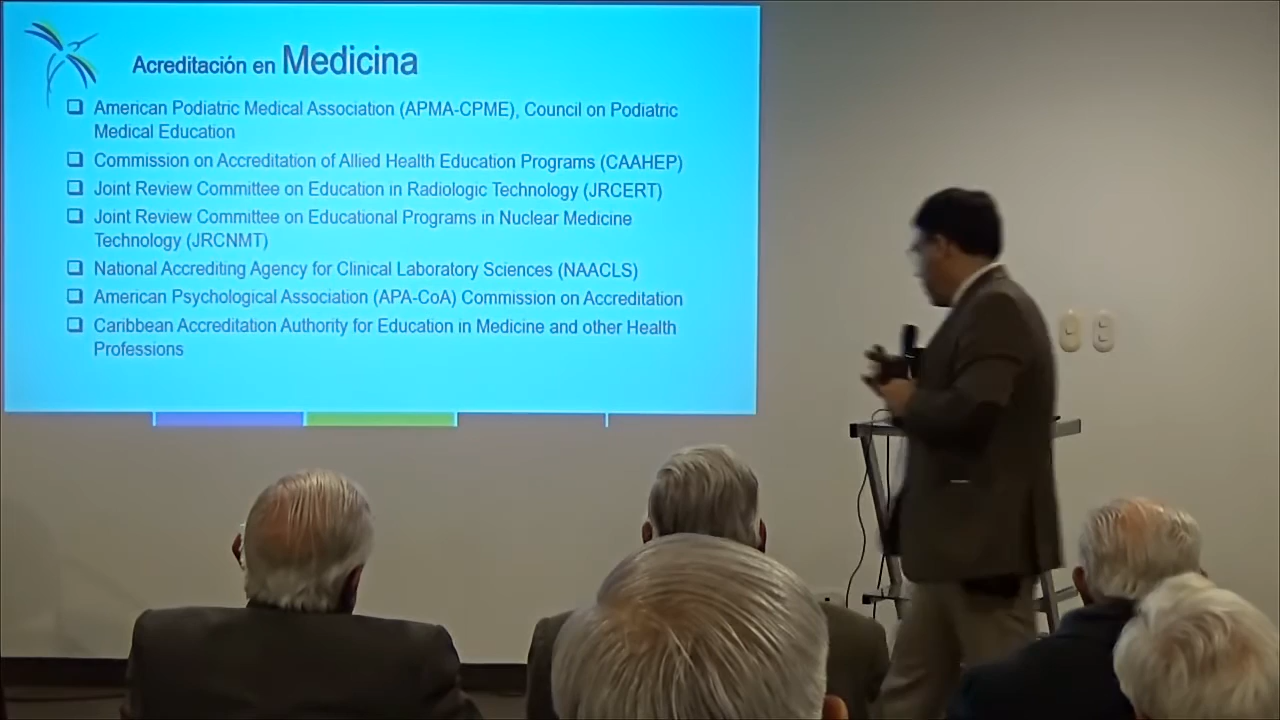 Acreditación en Medicina
❑ American Podiatric Medical Association (APMA-CPME), Council on Podiatric
Medical Education
❑ Commission on Accreditation of Allied Health Education Programs (CAAHEP)
❑ Joint Review Committee on Education in Radiologic Technology (JRCERT)
❑ Joint Review Committee on Educational Programs in Nuclear Medicine
Technology (JRCNMT)
❑ National Accrediting Agency for Clinical Laboratory Sciences (NAACLS)
❑ American Psychological Association (APA-CoA) Commission on Accreditation
❑ Caribbean Accreditation Authority for Education in Medicine and other Health
Professions